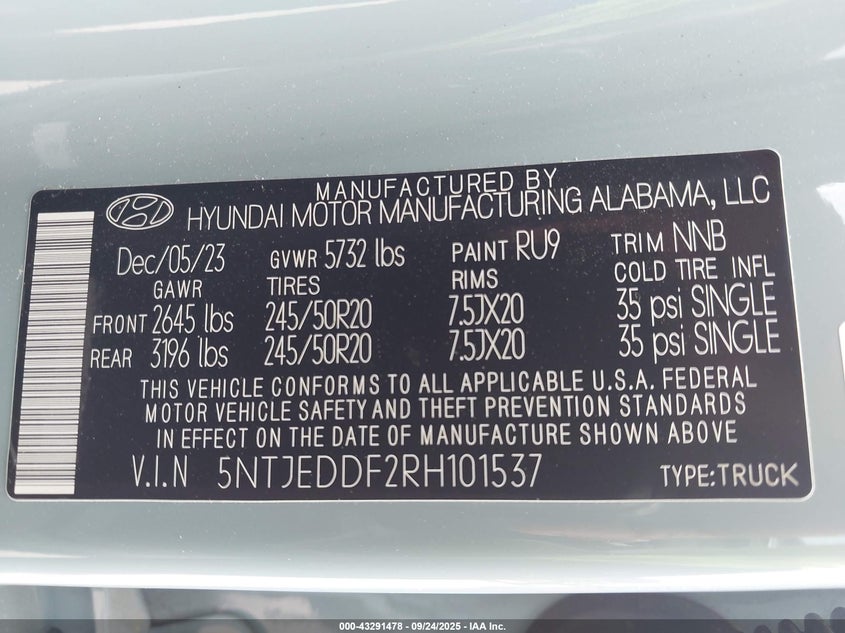 MANUFACTURED BY
HYUNDAI MOTOR MANUFACTURING ALABAMA, LLC
Dec/05/23 GVWR 5732 lbs PAINT RU9 TRIM NNB
GAWR TIRES RIMS COLD TIRE INFL
FRONT 2645 lbs 245/50R20 7.5JX20 35 psi SINGLE
REAR 3196 lbs 245/50R20 7.5JX20 35 psi SINGLE
THIS VEHICLE CONFORMS TO ALL APPLICABLE U.S.A. FEDERAL
MOTOR VEHICLE SAFETY AND THEFT PREVENTION STANDARDS
IN EFFECT ON THE DATE OF MANUFACTURE SHOWN ABOVE
V.I.N 5NTJEDDF2RH101537 TYPE:TRUCK
000-43291478 - 09/24/2025 - IAA Inc.